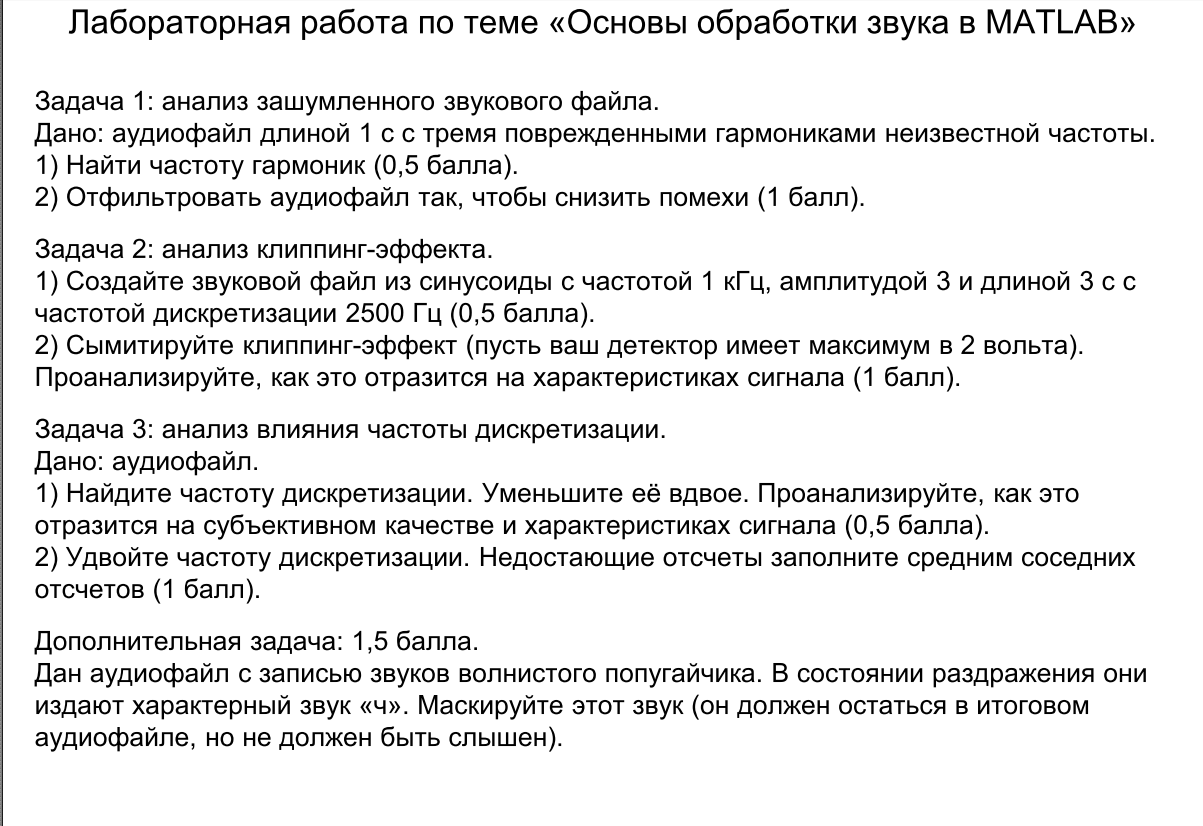 Лабораторная работа по теме «Основы обработки звука в MATLAB»
Задача 1: анализ зашумленного звукового файла.
Дано: аудиофайл длиной 1 с с тремя поврежденными гармониками неизвестной частоты.
1) Найти частоту гармоник (0,5 балла).
2) Отфильтровать аудиофайл так, чтобы снизить помехи (1 балл).
Задача 2: анализ клиппинг-эффекта.
1) Создайте звуковой файл из синусоиды с частотой 1 кГц, амплитудой 3 и длиной 3 с с
частотой дискретизации 2500 Гц (0,5 балла).
2) Сымитируйте клиппинг-эффект (пусть ваш детектор имеет максимум в 2 вольта).
Проанализируйте, как это отразится на характеристиках сигнала (1 балл).
Задача 3: анализ влияния частоты дискретизации.
Дано: аудиофайл.
1) Найдите частоту дискретизации. Уменьшите её вдвое. Проанализируйте, как это
отразится на субъективном качестве и характеристиках сигнала (0,5 балла).
2) Удвойте частоту дискретизации. Недостающие отсчеты заполните средним соседних
отсчетов (1 балл).
Дополнительная задача: 1,5 балла.
Дан аудиофайл с записью звуков волнистого попугайчика. В состоянии раздражения они
издают характерный звук «ч». Маскируйте этот звук (он должен остаться в итоговом
аудиофайле, но не должен быть слышен).